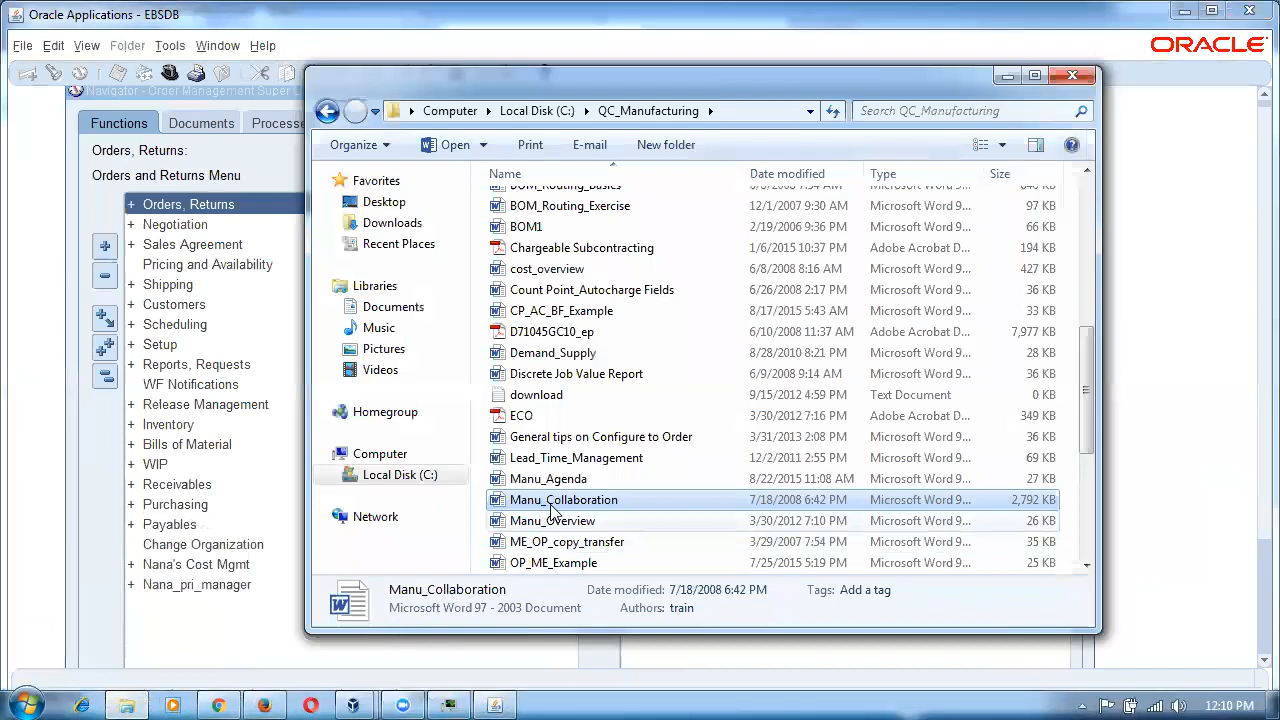 Oracle Applications - EBSDB
File Edit View Folder Tools Window Help
ORACLE
Navigator - Order Management Super
Functions Documents Processe
Orders, Returns:
Orders and Returns Menu
+ Orders, Returns
+ Negotiation
+ Sales Agreement
Pricing and Availability
+ Shipping
+ Customers
+ Scheduling
+ Setup
+ Reports, Requests
WF Notifications
+ Release Management
+ Inventory
+ Bills of Material
+ WIP
+ Receivables
+ Purchasing
+ Payables
Change Organization
+ Nana's Cost Mgmt
+ Nana_pri_manager
Computer Local Disk (C:) QC_Manufacturing
Search QC_Manufacturing
Organize Open Print E-mail New folder
Favorites
Desktop
Downloads
Recent Places
Libraries
Documents
Music
Pictures
Videos
Homegroup
Computer
Local Disk (C:)
Network
Name Date modified Type Size
BOM_Routing_Basics
BOM_Routing_Exercise 12/1/2007 9:30 AM Microsoft Word 9... 97 KB
BOM1 2/19/2006 9:36 PM Microsoft Word 9... 66 KB
Chargeable Subcontracting 1/6/2015 10:37 PM Adobe Acrobat D... 194 KB
cost_overview 6/8/2008 8:16 AM Microsoft Word 9... 427 KB
Count Point_Autocharge Fields 6/26/2008 2:17 PM Microsoft Word 9... 36 KB
CP_AC_BF_Example 8/17/2015 5:43 AM Microsoft Word 9... 33 KB
D71045GC10_ep 6/10/2008 11:37 AM Adobe Acrobat D... 7,977 KB
Demand_Supply 8/28/2010 8:21 PM Microsoft Word 9... 28 KB
Discrete Job Value Report 6/9/2008 9:14 AM Microsoft Word 9... 36 KB
download 9/15/2012 4:59 PM Text Document 0 KB
ECO 3/30/2012 7:16 PM Adobe Acrobat D... 349 KB
General tips on Configure to Order 3/31/2013 2:08 PM Microsoft Word 9... 36 KB
Lead_Time_Management 12/2/2011 2:55 PM Microsoft Word 9... 69 KB
Manu_Agenda 8/22/2015 11:08 AM Microsoft Word 9... 27 KB
Manu_Collaboration 7/18/2008 6:42 PM Microsoft Word 9... 2,792 KB
Manu_Overview 3/30/2012 7:10 PM Microsoft Word 9... 26 KB
ME_OP_copy_transfer 3/29/2007 7:54 PM Microsoft Word 9... 35 KB
OP_ME_Example 7/25/2015 5:19 PM Microsoft Word 9... 25 KB
Manu_Collaboration Date modified: 7/18/2008 6:42 PM Tags: Add a tag
Microsoft Word 97 - 2003 Document Authors: train
12:10 PM